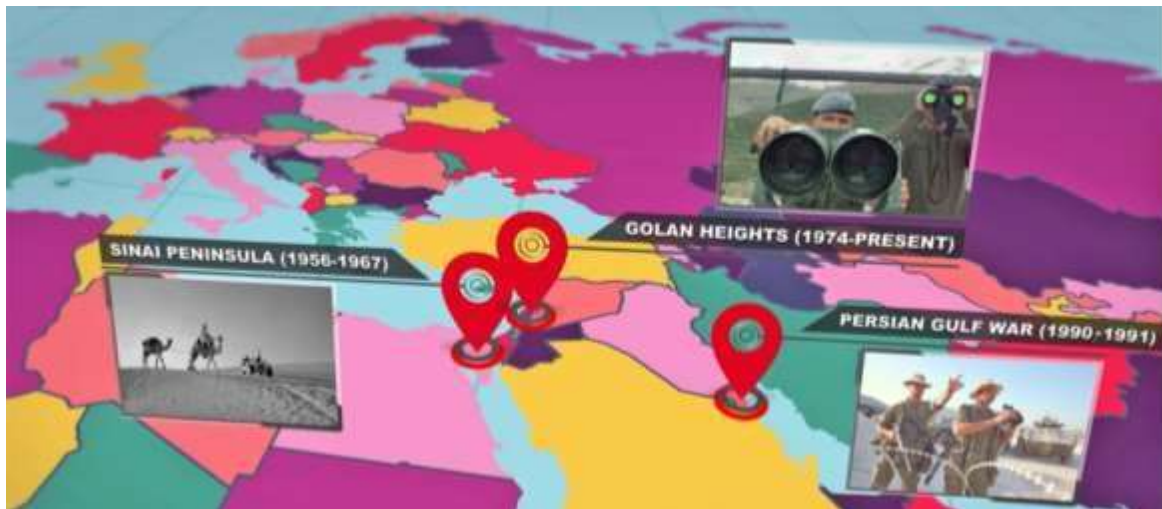 GOLAN HEIGHTS (1974-PRESENT)
SINAI PENINSULA (1956-1967)
PERSIAN GULF WAR (1990-1991)